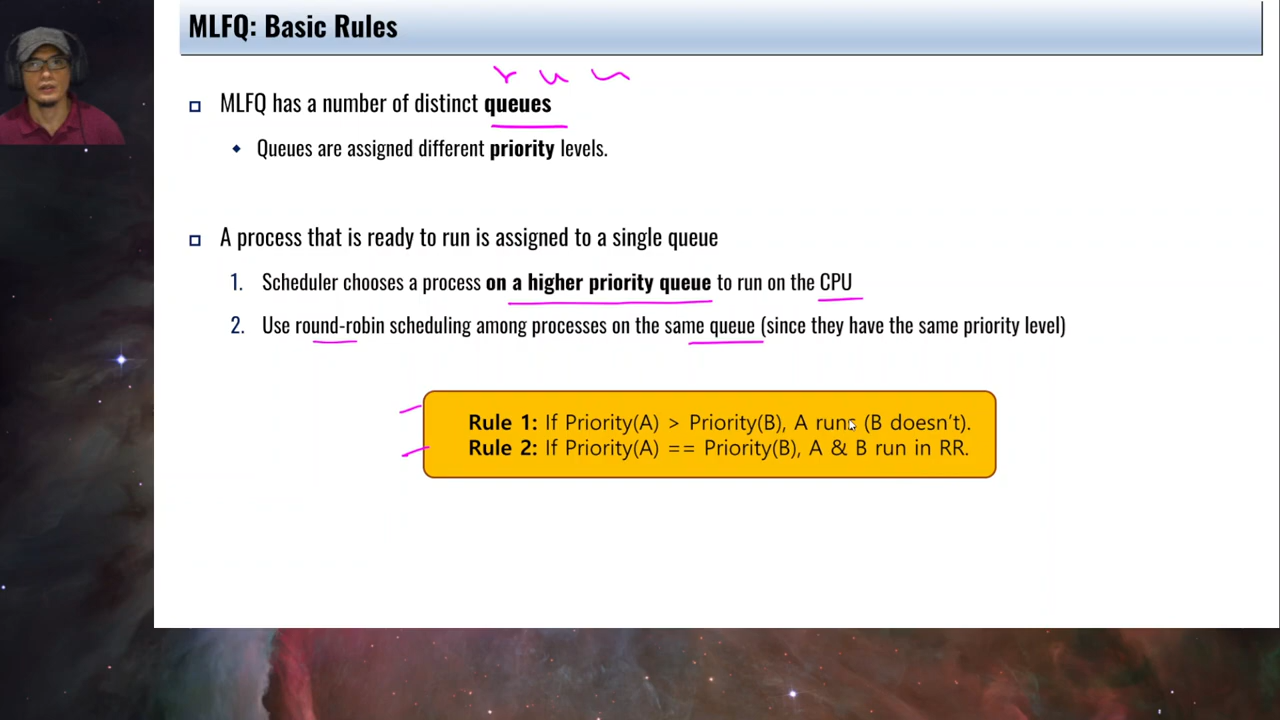 MLFQ: Basic Rules
run
MLFQ has a number of distinct queues
Queues are assigned different priority levels.
A process that is ready to run is assigned to a single queue
1. Scheduler chooses a process on a higher priority queue to run on the CPU
2. Use round-robin scheduling among processes on the same queue (since they have the same priority level)
Rule 1: If Priority(A) > Priority(B), A runs (B doesn't).
Rule 2: If Priority(A) == Priority(B), A & B run in RR.